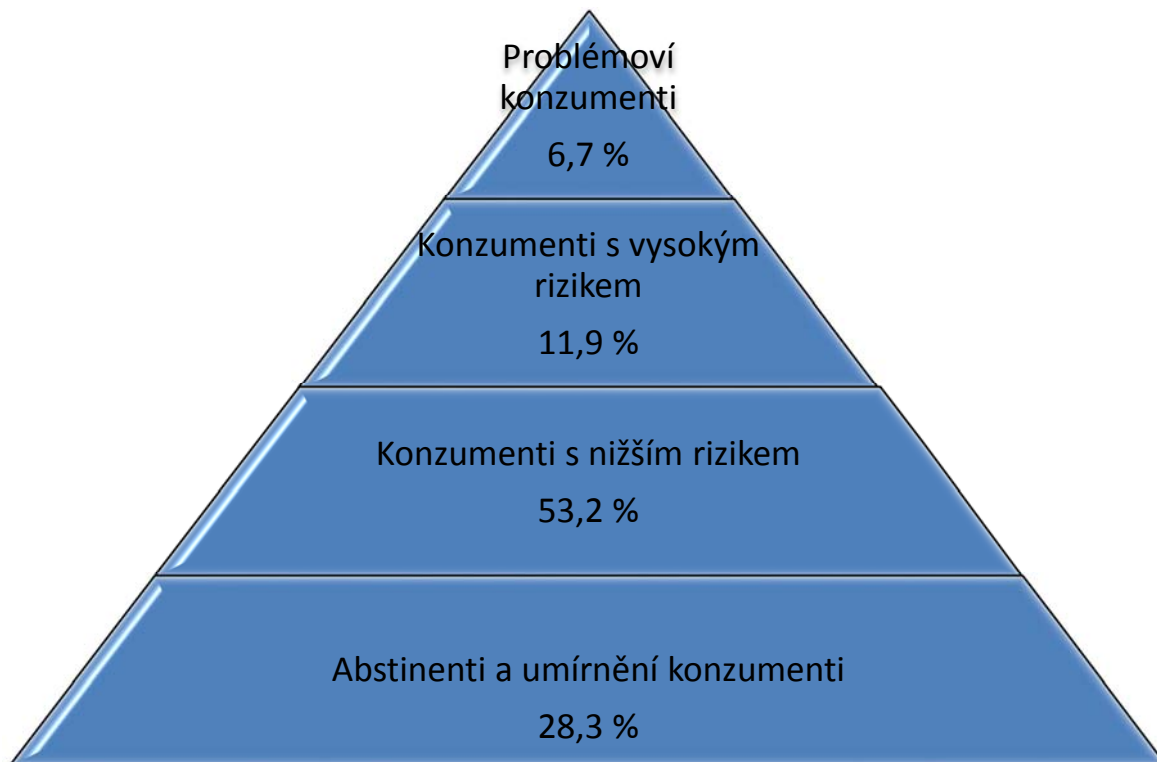 Problémoví
konzumenti
6,7 %
Konzumenti s vysokým
rizikem
11,9 %
Konzumenti s nižším rizikem
53,2 %
Abstinenti a umírnění konzumenti
28,3 %